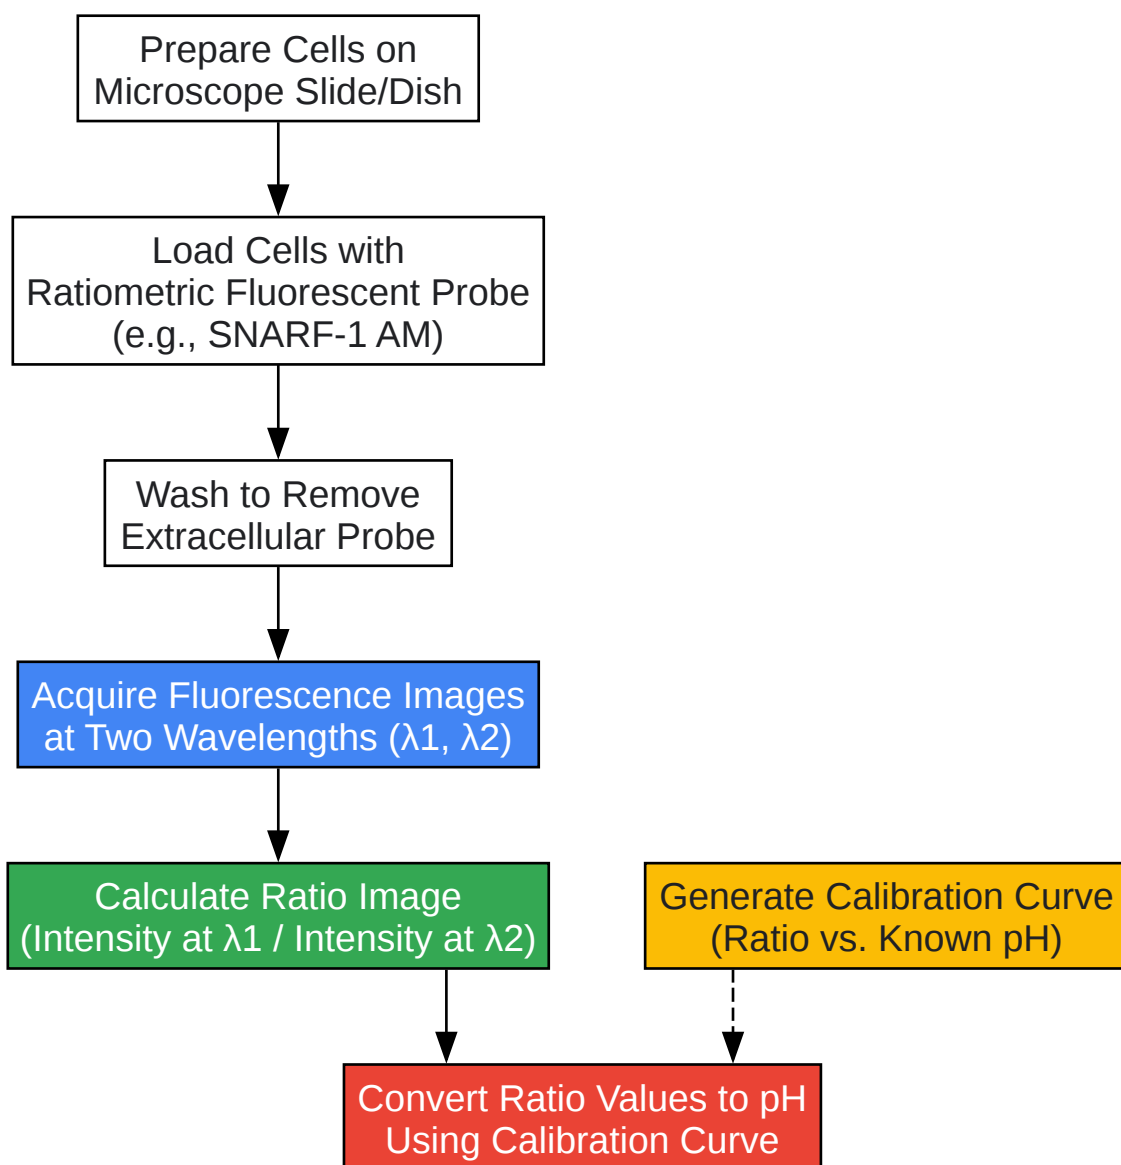 Prepare Cells on
Microscope Slide/Dish
Load Cells with
Ratiometric Fluorescent Probe
(e.g., SNARF-1 AM)
Wash to Remove
Extracellular Probe
Acquire Fluorescence Images
at Two Wavelengths (λ1, λ2)
Calculate Ratio Image
(Intensity at λ1 / Intensity at λ2)
Generate Calibration Curve
(Ratio vs. Known pH)
Convert Ratio Values to pH
Using Calibration Curve